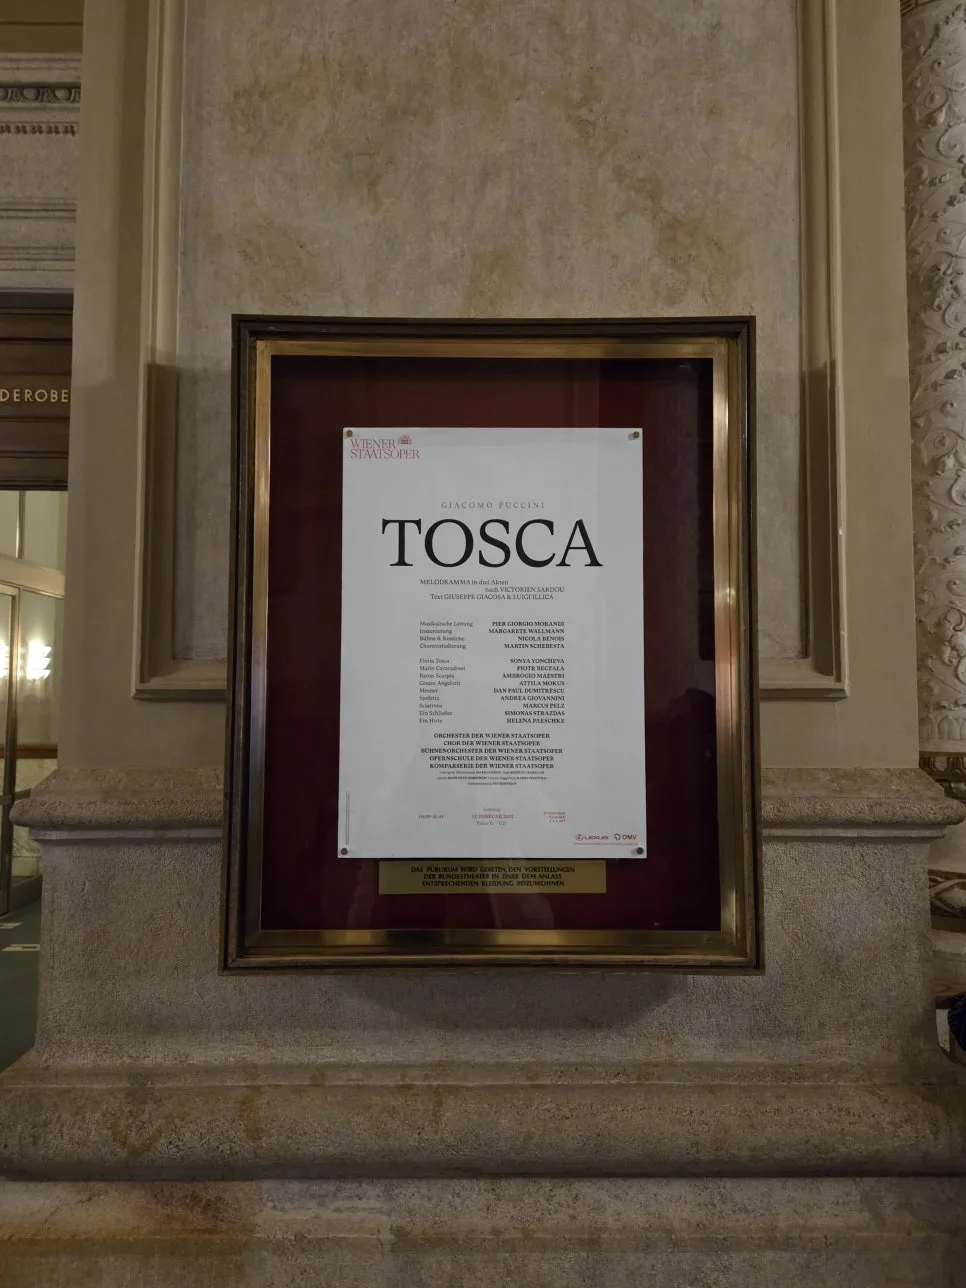 DEROBE
WIENER
STAATSOPER
GIACOMO PUCCINI
TOSCA
MELODRAMMA in drei Akten
nach VICTORIEN SARDOU
Text GIUSEPPE GIACOSA & LUIGI ILLICA
Musikalische Leitung PIER GIORGIO MORANDI
Inszenierung MARGARETE WALLMANN
Bühne & Kostüme NICOLA BENOIS
Choreinstudierung MARTIN SCHEBESTA
Floria Tosca SONYA YONCHEVA
Mario Cavaradossi PIOTR BECZAŁA
Baron Scarpia AMBROGIO MAESTRI
Cesare Angelotti ATTILA MOKUS
Mesner DAN PAUL DUMITRESCU
Spoletta ANDREA GIOVANNINI
Sciarrone MARCUS PELZ
Ein Schließer SIMONAS STRAZDAS
Ein Hirte HELENA PAESCHKE
ORCHESTER DER WIENER STAATSOPER
CHOR DER WIENER STAATSOPER
BÜHNENORCHESTER DER WIENER STAATSOPER
OPERNSCHULE DER WIENER STAATSOPER
KOMPARSERIE DER WIENER STAATSOPER
FEBRUAR
LEXUS OMV
DAS PUBLIKUM WIRD GEBETEN, DEN VORSTELLUNGEN
DER BUNDESTHEATER IN EINER DEM ANLASS
ENTSPRECHENDEN KLEIDUNG BEIZUWOHNEN